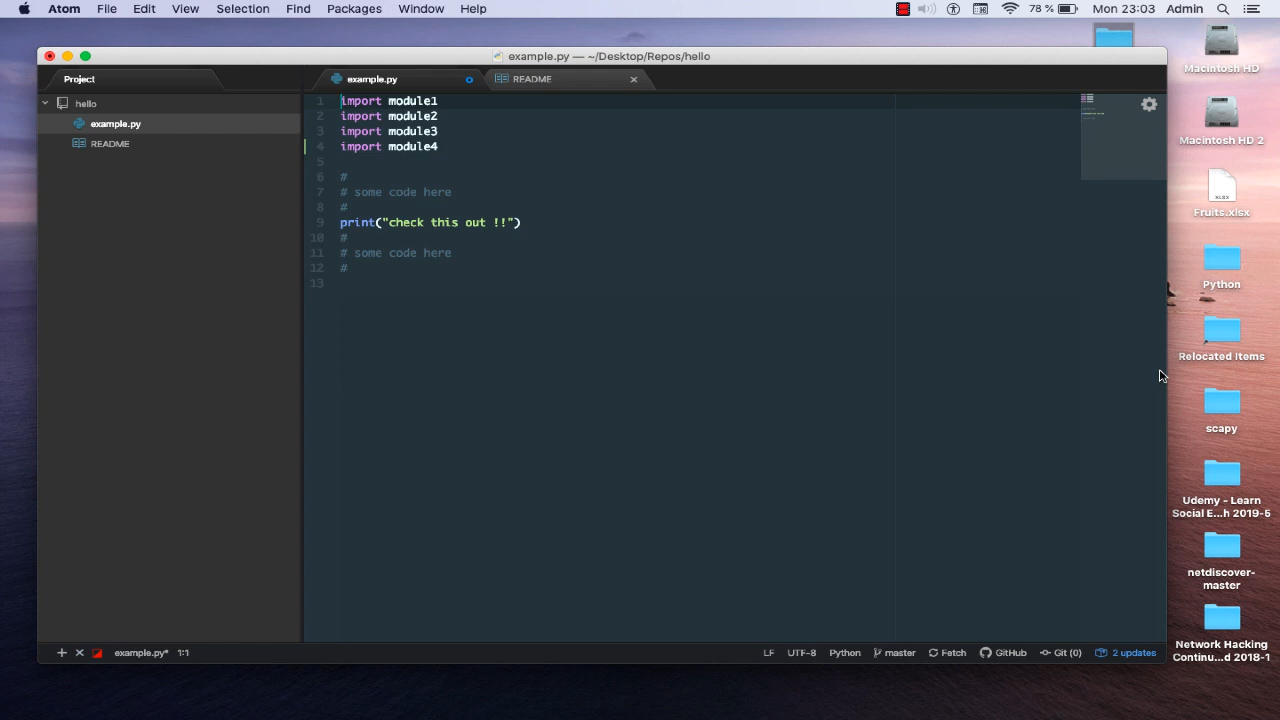 Atom File Edit View Selection Find Packages Window Help
78 % Mon 23:03 Admin
example.py — ~/Desktop/Repos/hello
Project
example.py
README
hello
example.py
README
1 import module1
2 import module2
3 import module3
4 import module4
5
6 #
7 # some code here
8 #
9 print("check this out !!")
10 #
11 # some code here
12 #
13
example.py* 1:1
LF UTF-8 Python master Fetch GitHub Git (0) 2 updates
Macintosh HD
Macintosh HD 2
XLSX
Fruits.xlsx
Python
Relocated Items
scapy
Udemy - Learn
Social E...h 2019-5
netdiscover-
master
Network Hacking
Continu...d 2018-1